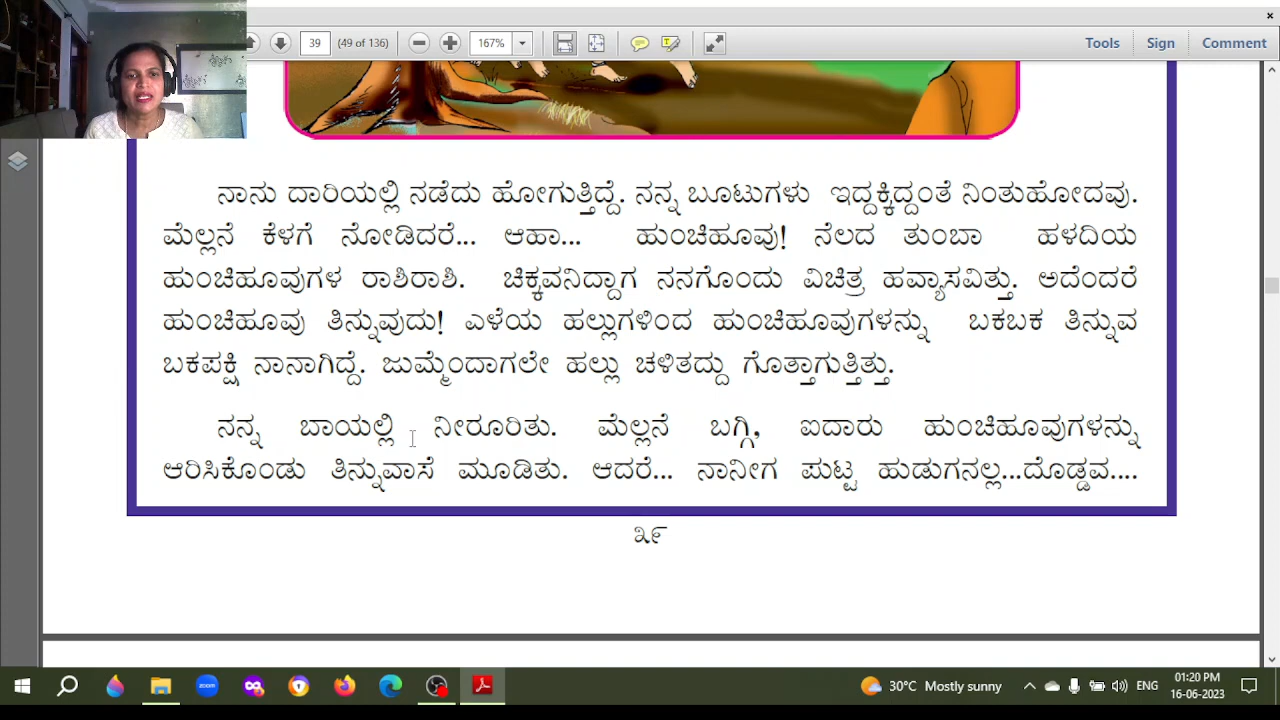 39 (49 of 136) 167% Tools Sign Comment
ನಾನು ದಾರಿಯಲ್ಲಿ ನಡೆದು ಹೋಗುತ್ತಿದ್ದೆ. ನನ್ನ ಬೂಟುಗಳು ಇದ್ದಕ್ಕಿದ್ದಂತೆ ನಿಂತುಹೋದವು.
ಮೆಲ್ಲನೆ ಕೆಳಗೆ ನೋಡಿದರೆ... ಆಹಾ... ಹುಂಚಿಹೂವು! ನೆಲದ ತುಂಬಾ ಹಳದಿಯ
ಹುಂಚಿಹೂವುಗಳ ರಾಶಿರಾಶಿ. ಚಿಕ್ಕವನಿದ್ದಾಗ ನನಗೊಂದು ವಿಚಿತ್ರ ಹವ್ಯಾಸವಿತ್ತು. ಅದೆಂದರೆ
ಹುಂಚಿಹೂವು ತಿನ್ನುವುದು! ಎಳೆಯ ಹಲ್ಲುಗಳಿಂದ ಹುಂಚಿಹೂವುಗಳನ್ನು ಬಕಬಕ ತಿನ್ನುವ
ಬಕಪಕ್ಷಿ ನಾನಾಗಿದ್ದೆ. ಜುಮ್ಮೆಂದಾಗಲೇ ಹಲ್ಲು ಚಳಿತದ್ದು ಗೊತ್ತಾಗುತ್ತಿತ್ತು.
ನನ್ನ ಬಾಯಲ್ಲಿ ನೀರೂರಿತು. ಮೆಲ್ಲನೆ ಬಗ್ಗಿ, ಐದಾರು ಹುಂಚಿಹೂವುಗಳನ್ನು
ಆರಿಸಿಕೊಂಡು ತಿನ್ನುವಾಸೆ ಮೂಡಿತು. ಆದರೆ... ನಾನೀಗ ಪುಟ್ಟ ಹುಡುಗನಲ್ಲ...ದೊಡ್ಡವ....
೩೯
30°C Mostly sunny ENG 01:20 PM
16-06-2023